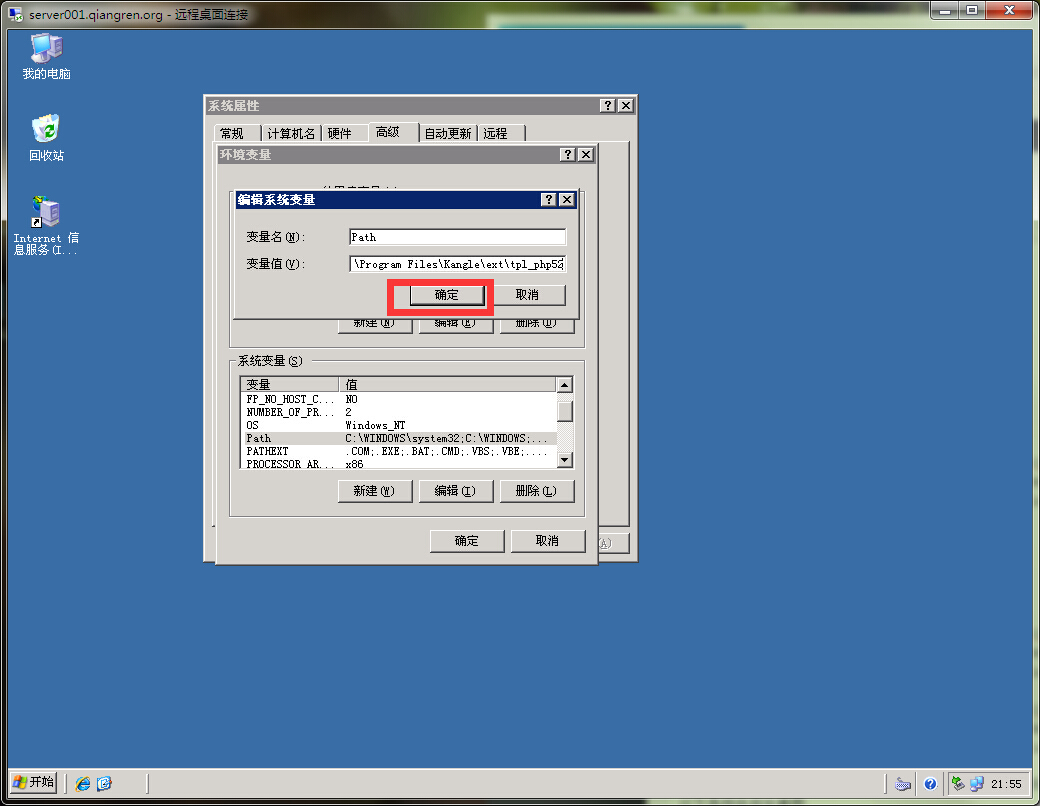 server001.qiangren.org - 远程桌面连接
我的电脑
回收站
Internet 信
息服务(I...
系统属性
常规 计算机名 硬件 高级 自动更新 远程
环境变量
编辑系统变量
变量名(N):
Path
变量值(V):
\Program Files\Kangle\ext\tpl_php52
确定 取消
新建(N) 编辑(E) 删除(D)
系统变量(S)
变量 值
FP_NO_HOST_C... NO
NUMBER_OF_PR... 2
OS Windows_NT
Path C:\WINDOWS\system32;C:\WINDOWS;...
PATHEXT .COM;.EXE;.BAT;.CMD;.VBS;.VBE;....
PROCESSOR_AR... x86
新建(W) 编辑(I) 删除(L)
确定 取消
(A)
开始
21:55